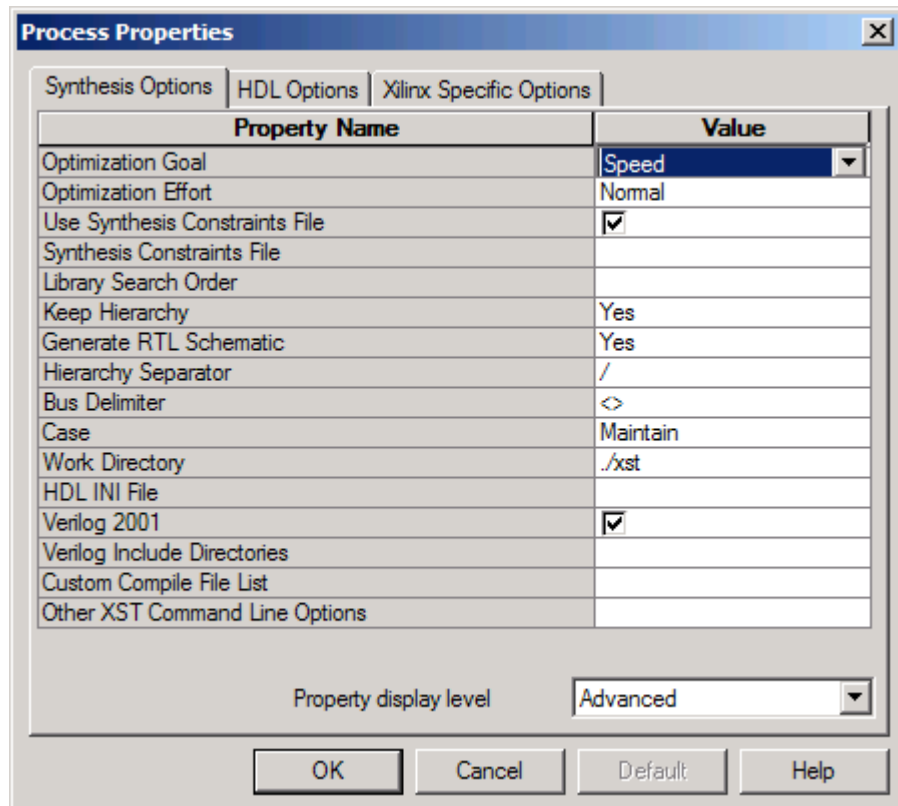 Process Properties
Synthesis Options HDL Options Xilinx Specific Options
Property Name Value
Optimization Goal Speed
Optimization Effort Normal
Use Synthesis Constraints File
Synthesis Constraints File
Library Search Order
Keep Hierarchy Yes
Generate RTL Schematic Yes
Hierarchy Separator /
Bus Delimiter <>
Case Maintain
Work Directory ./xst
HDL INI File
Verilog 2001
Verilog Include Directories
Custom Compile File List
Other XST Command Line Options
Property display level Advanced
OK Cancel Default Help